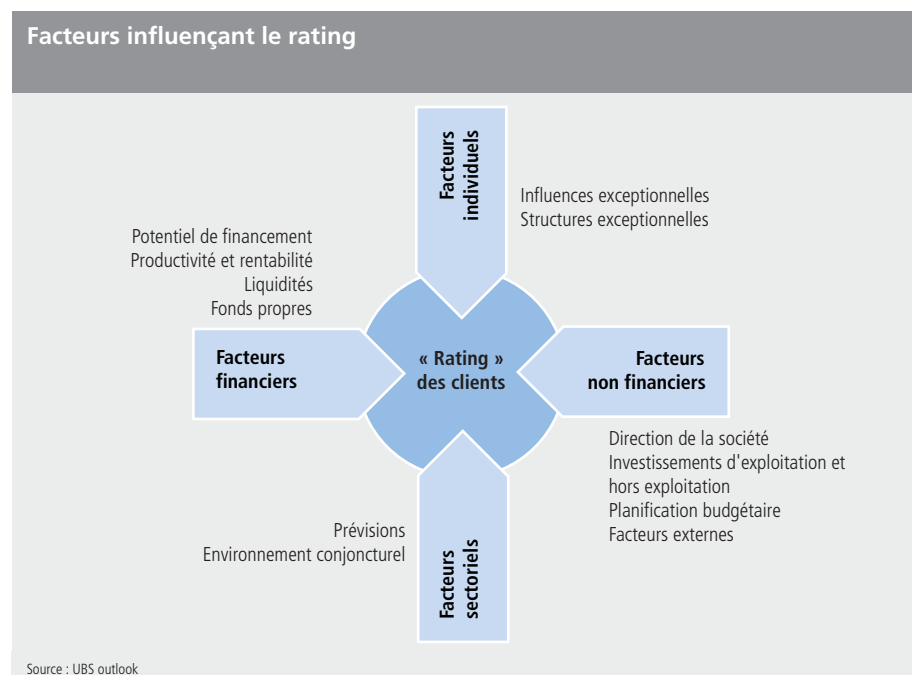 Facteurs influençant le rating
Facteurs
individuels
Influences exceptionnelles
Structures exceptionnelles
Potentiel de financement
Productivité et rentabilité
Liquidités
Fonds propres
Facteurs
financiers
« Rating »
des clients
Facteurs
non financiers
Direction de la société
Investissements d'exploitation et
hors exploitation
Planification budgétaire
Facteurs externes
Prévisions
Environnement conjoncturel
Facteurs
sectoriels
Source : UBS outlook